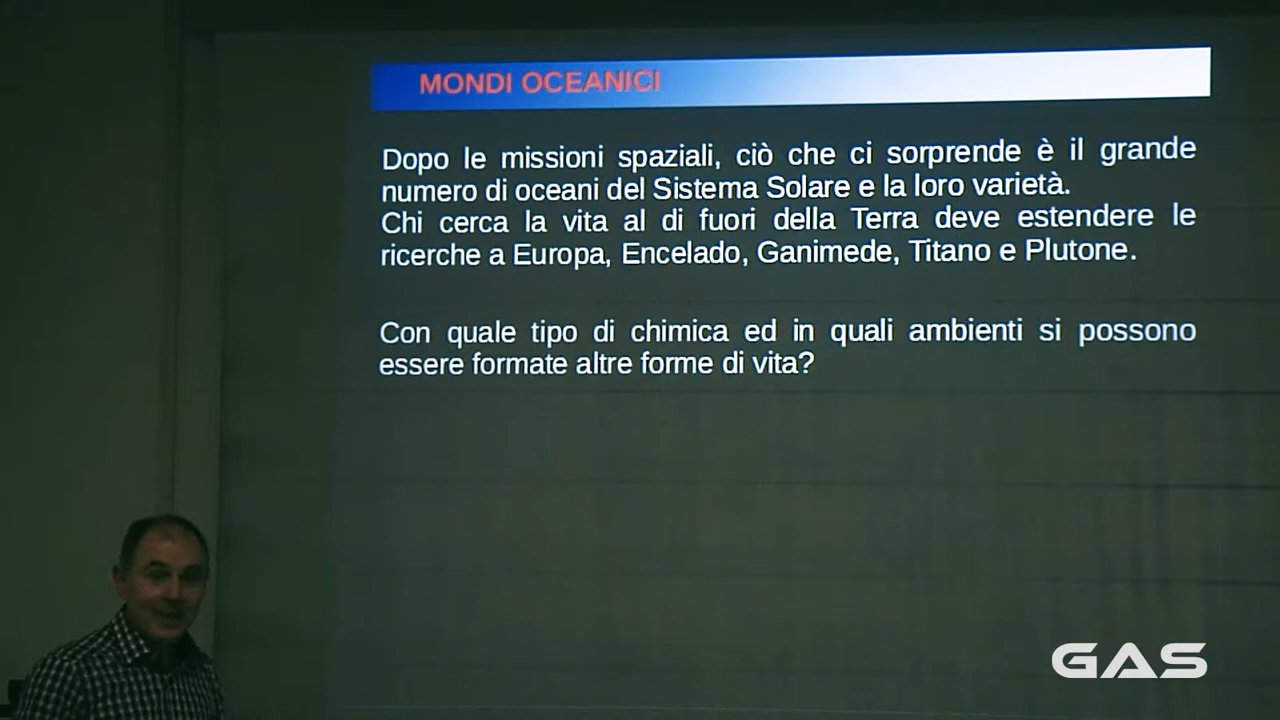 MONDI OCEANICI
Dopo le missioni spaziali, ciò che ci sorprende è il grande
numero di oceani del Sistema Solare e la loro varietà.
Chi cerca la vita al di fuori della Terra deve estendere le
ricerche a Europa, Encelado, Ganimede, Titano e Plutone.
Con quale tipo di chimica ed in quali ambienti si possono
essere formate altre forme di vita?
GAS